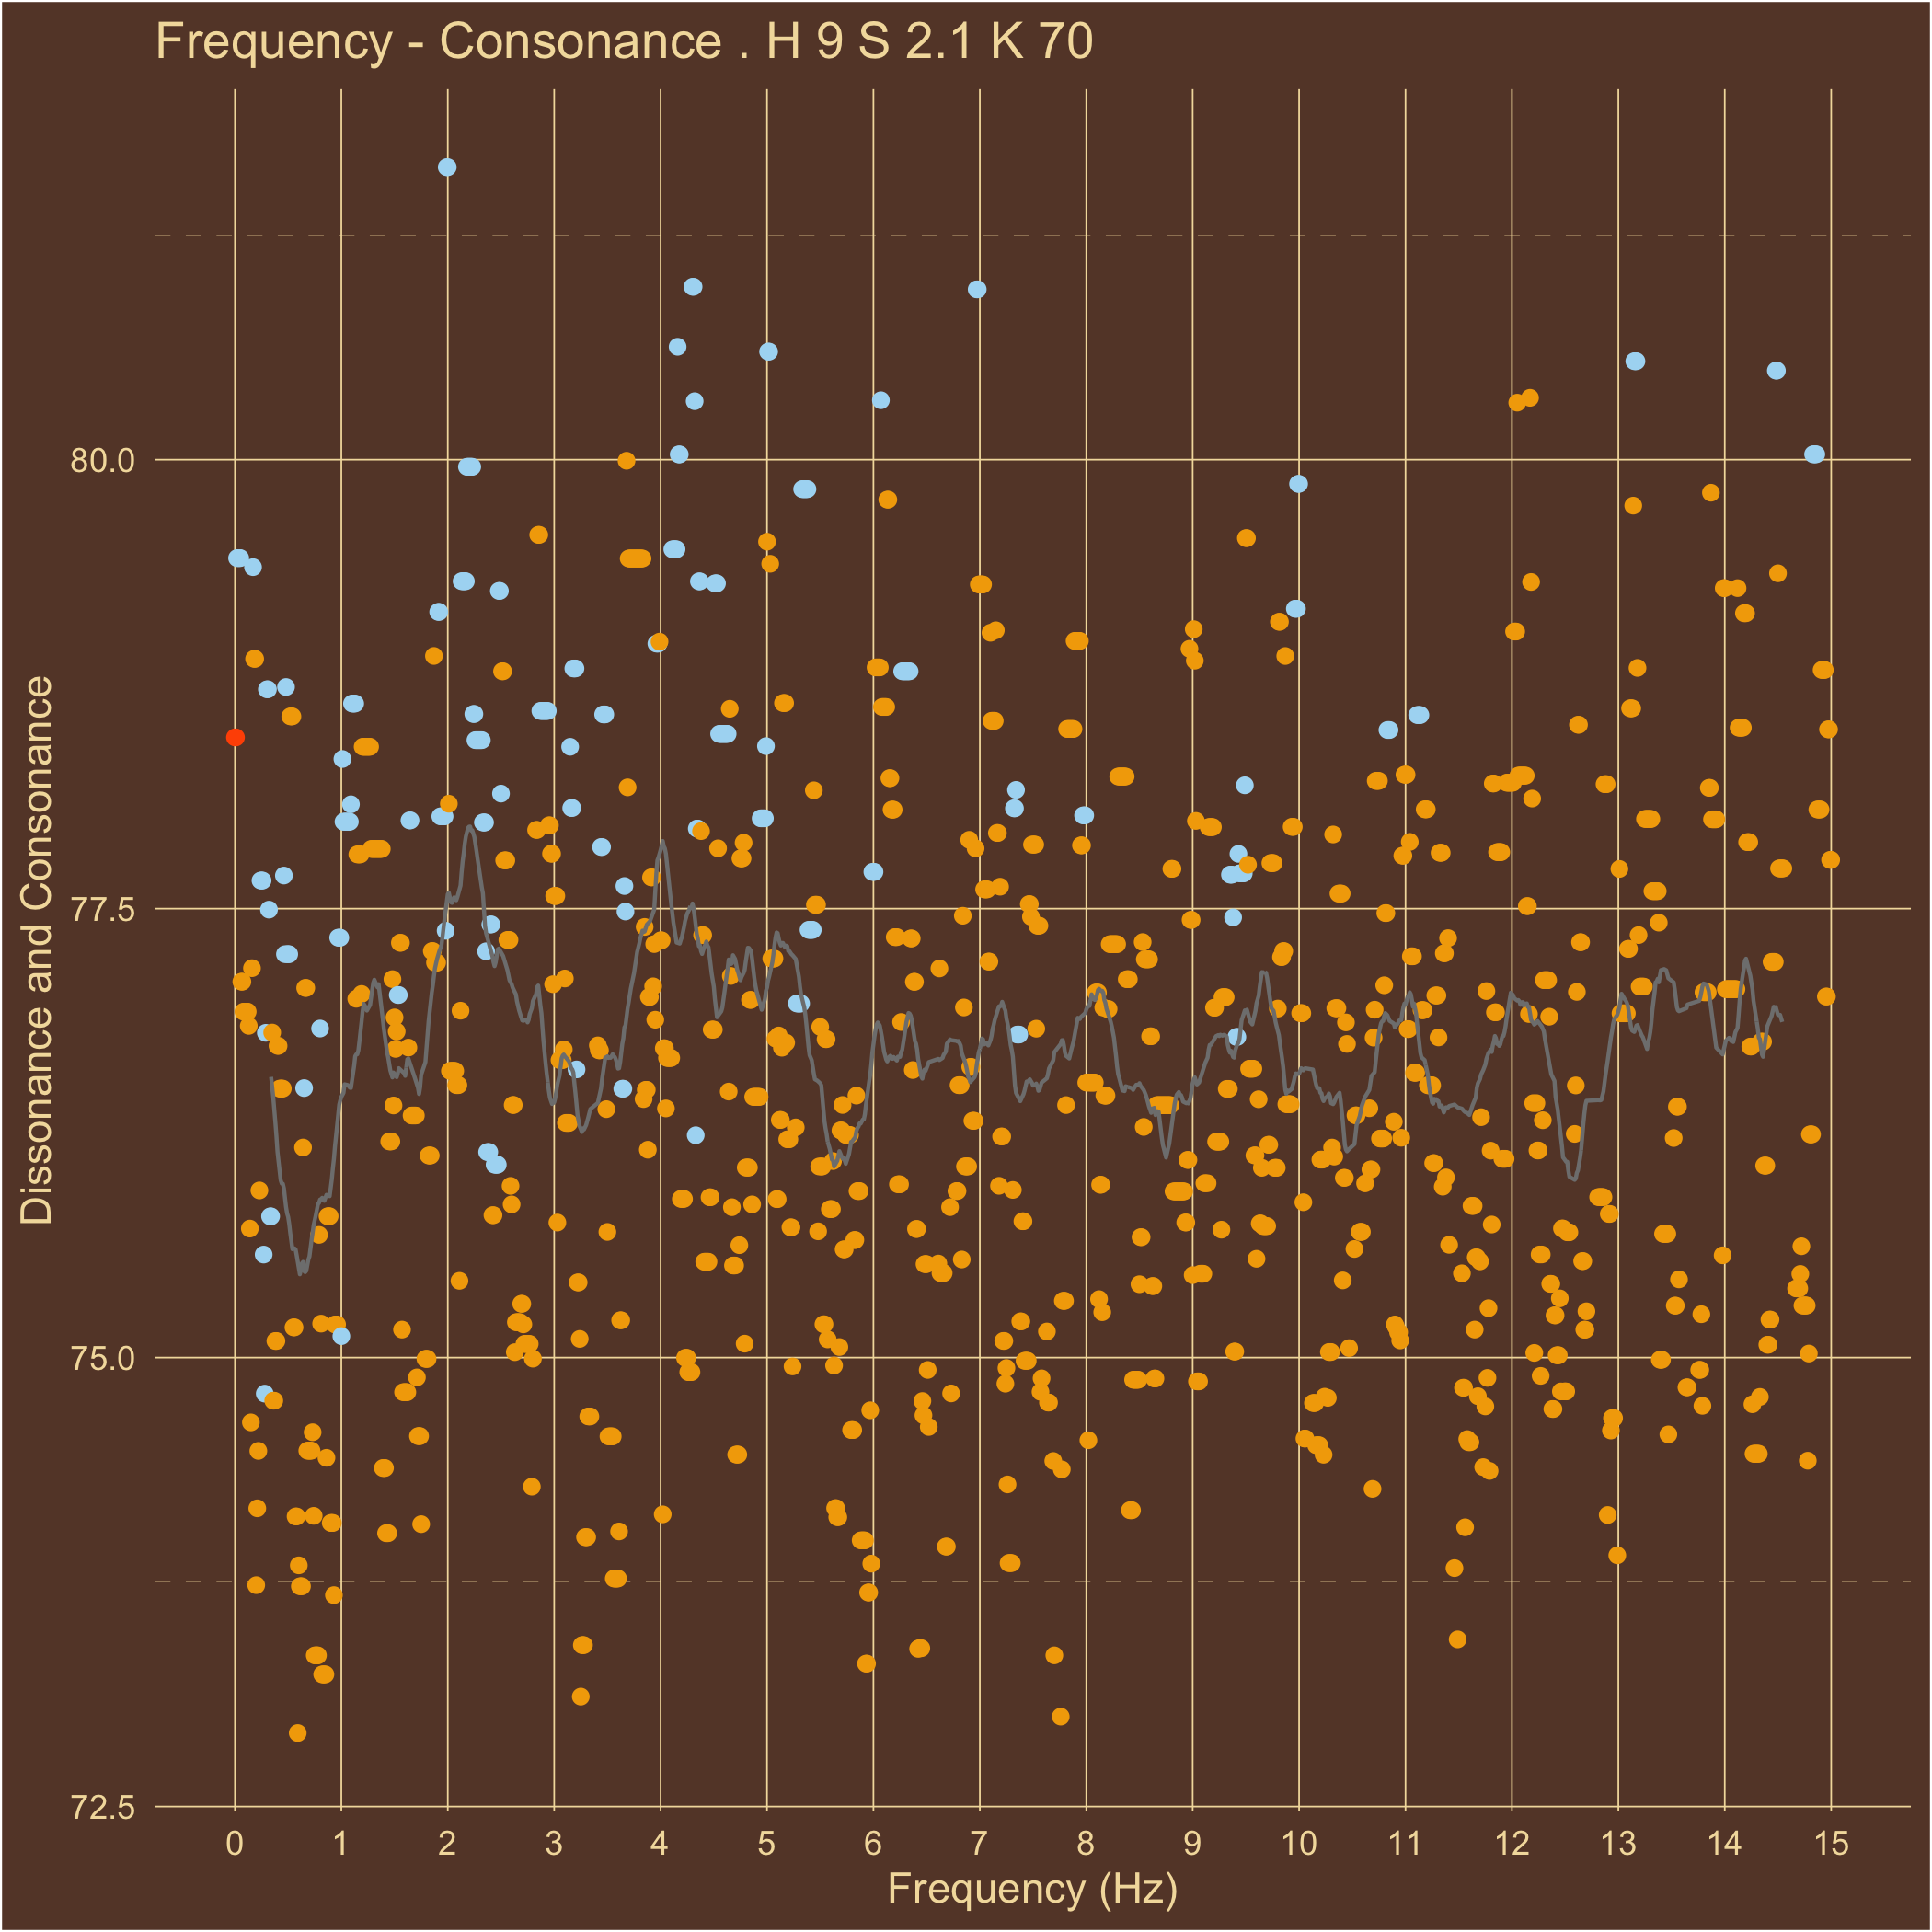 Frequency - Consonance . H 9 S 2.1 K 70
Dissonance and Consonance
80.0
77.5
75.0
72.5
0 1 2 3 4 5 6 7 8 9 10 11 12 13 14 15
Frequency (Hz)